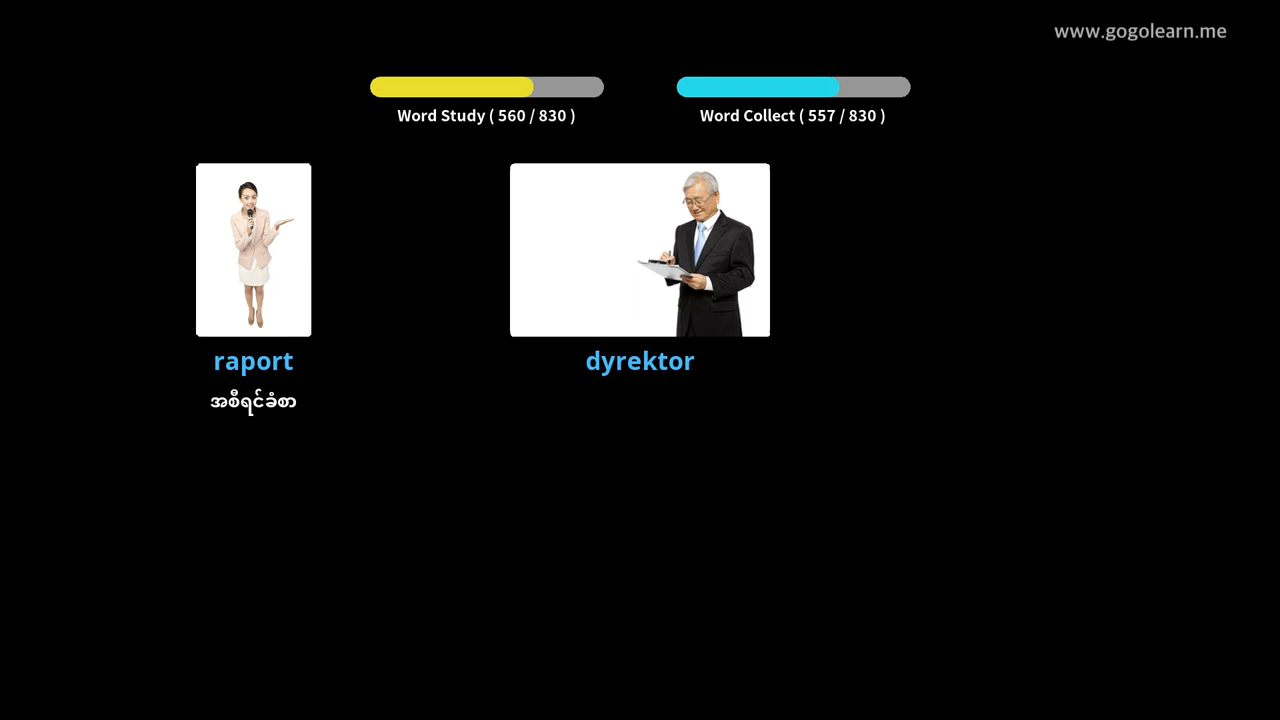 www.gogolearn.me
Word Study ( 560 / 830 )
Word Collect ( 557 / 830 )
raport
အစီရင်ခံစာ
dyrektor